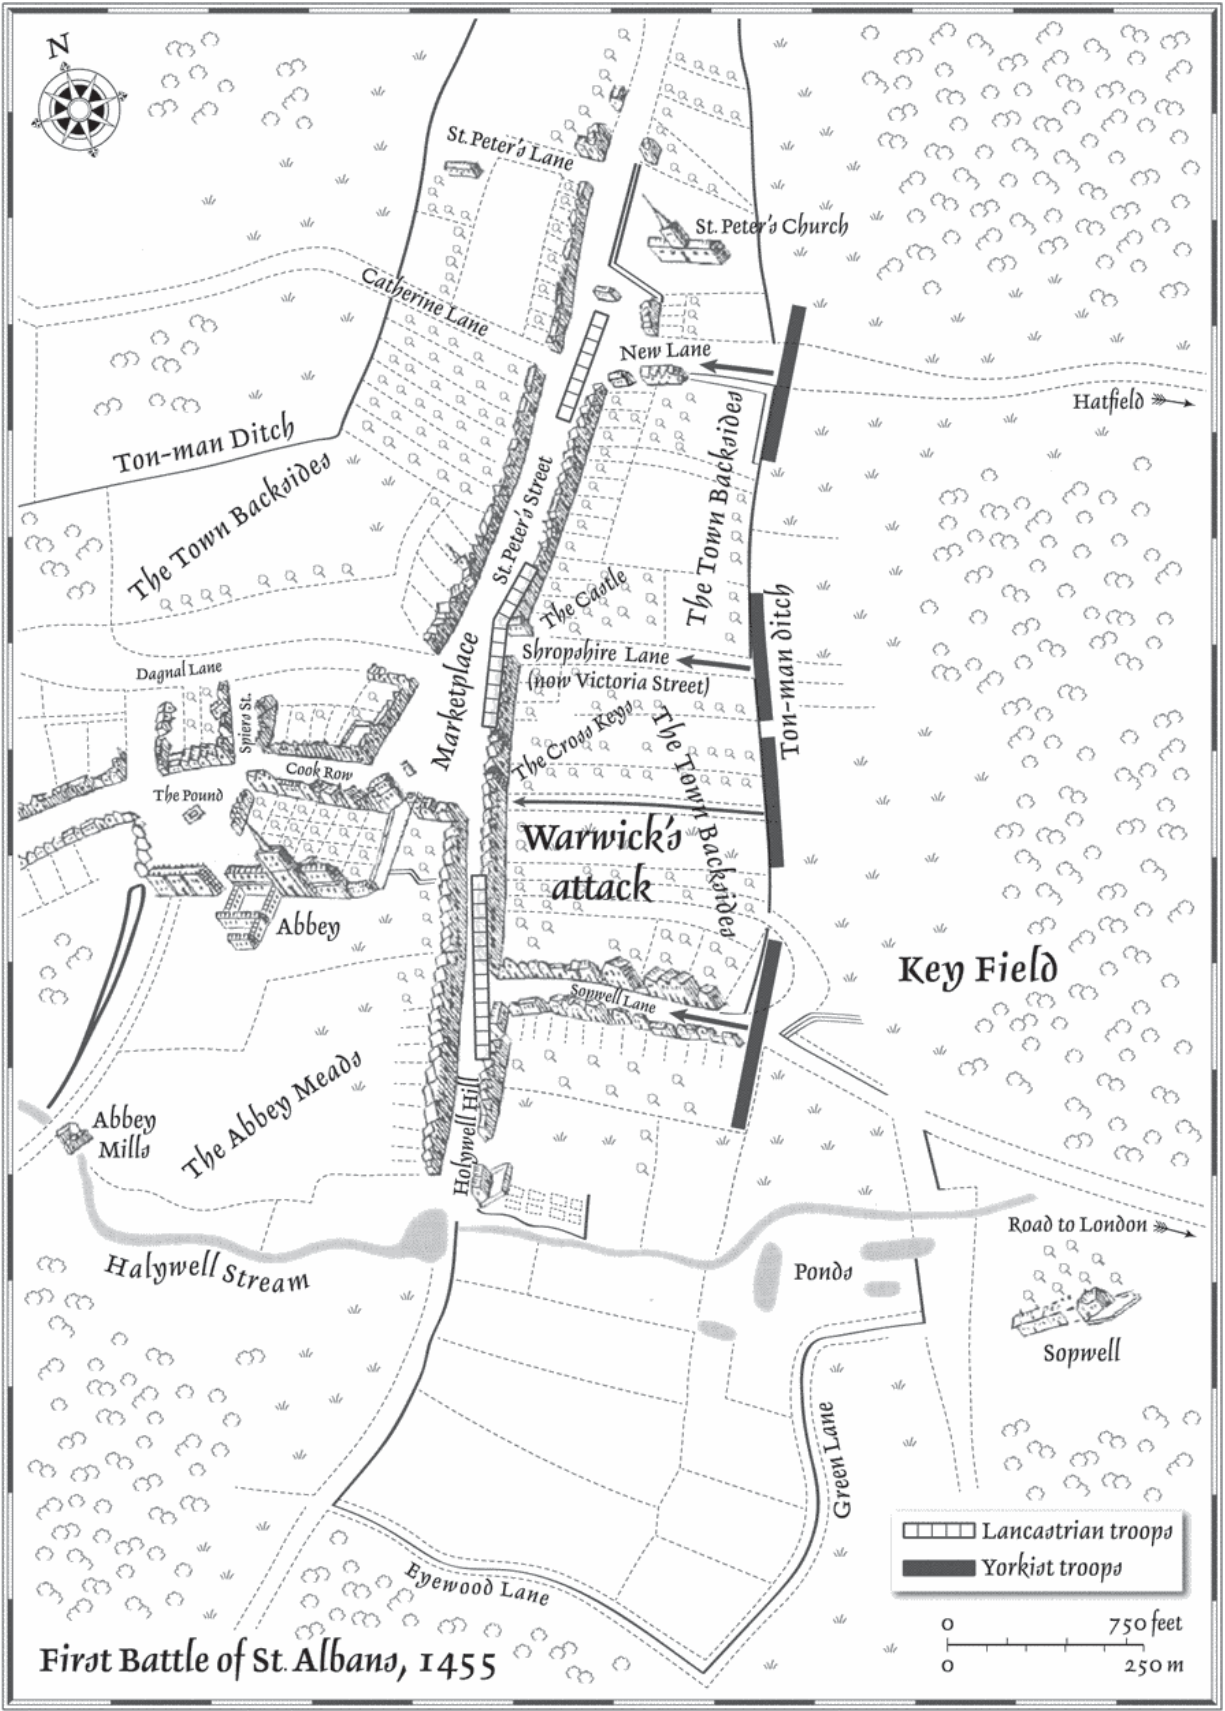 N
St. Peter's Lane
St. Peter's Church
Catherine Lane
New Lane
Hatfield
Ton-man Ditch
The Town Backsides
The Town Backsides
St. Peter's Street
The Castle
Ton-man ditch
Shropshire Lane
(now Victoria Street)
Dagnal Lane
Spiers St.
Marketplace
The Cross Keys
The Town Backsides
Cook Row
The Pound
Warwick's
attack
Abbey
Key Field
Sopwell Lane
The Abbey Meads
Abbey
Mills
Holywell Hill
Road to London
Halywell Stream
Ponds
Sopwell
Green Lane
Eyewood Lane
Lancastrian troops
Yorkist troops
0 750 feet
0 250 m
First Battle of St. Albans, 1455